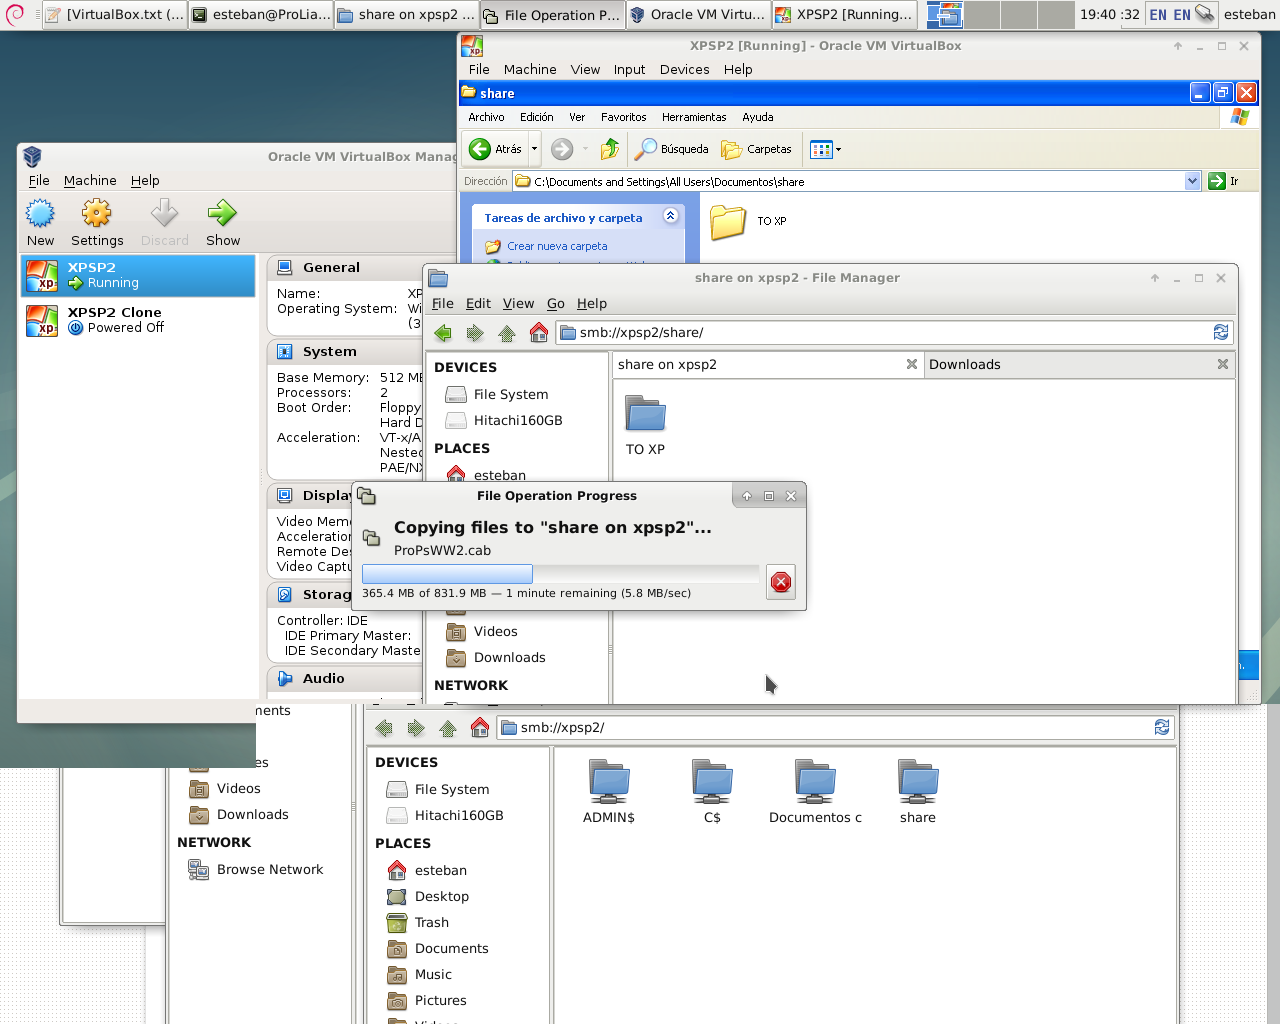 [VirtualBox.txt (...
esteban@ProLia...
share on xpsp2 ...
File Operation P...
Oracle VM Virtu...
XPSP2 [Running...
19:40 :32
EN EN
esteban
XPSP2 [Running] - Oracle VM VirtualBox
File Machine View Input Devices Help
share
Archivo Edición Ver Favoritos Herramientas Ayuda
Atrás Búsqueda Carpetas
Dirección C:\Documents and Settings\All Users\Documentos\share Ir
Tareas de archivo y carpeta
Crear nueva carpeta
TO XP
Oracle VM VirtualBox Manag
File Machine Help
New Settings Discard Show
XPSP2
Running
XPSP2 Clone
Powered Off
General
Name: XP
Operating System: Wi
(3
System
Base Memory: 512 ME
Processors: 2
Boot Order: Floppy
Hard D
Acceleration: VT-x/A
Nested
PAE/NX
Display
Video Memo
Acceleration
Remote Des
Video Captu
Storag
Controller: IDE
IDE Primary Master:
IDE Secondary Maste
Audio
share on xpsp2 - File Manager
File Edit View Go Help
smb://xpsp2/share/
DEVICES
File System
Hitachi160GB
PLACES
esteban
Videos
Downloads
NETWORK
share on xpsp2
Downloads
TO XP
File Operation Progress
Copying files to "share on xpsp2"...
ProPsWW2.cab
365.4 MB of 831.9 MB — 1 minute remaining (5.8 MB/sec)
ments
es
Videos
Downloads
NETWORK
Browse Network
smb://xpsp2/
DEVICES
File System
Hitachi160GB
PLACES
esteban
Desktop
Trash
Documents
Music
Pictures
ADMIN$ C$ Documentos c share